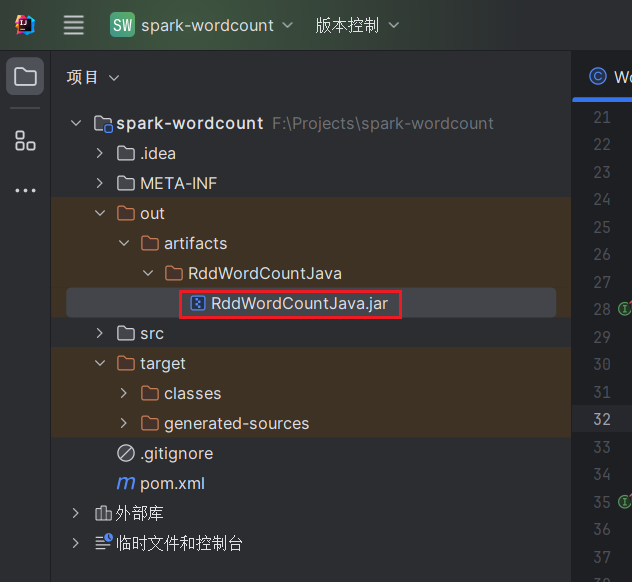 SW spark-wordcount 版本控制
项目
Wo
spark-wordcount F:\Projects\spark-wordcount
.idea
META-INF
out
artifacts
RddWordCountJava
RddWordCountJava.jar
src
target
classes
generated-sources
.gitignore
pom.xml
外部库
临时文件和控制台
21
22
23
24
25
26
27
28
29
30
31
32
33
34
35
36
37